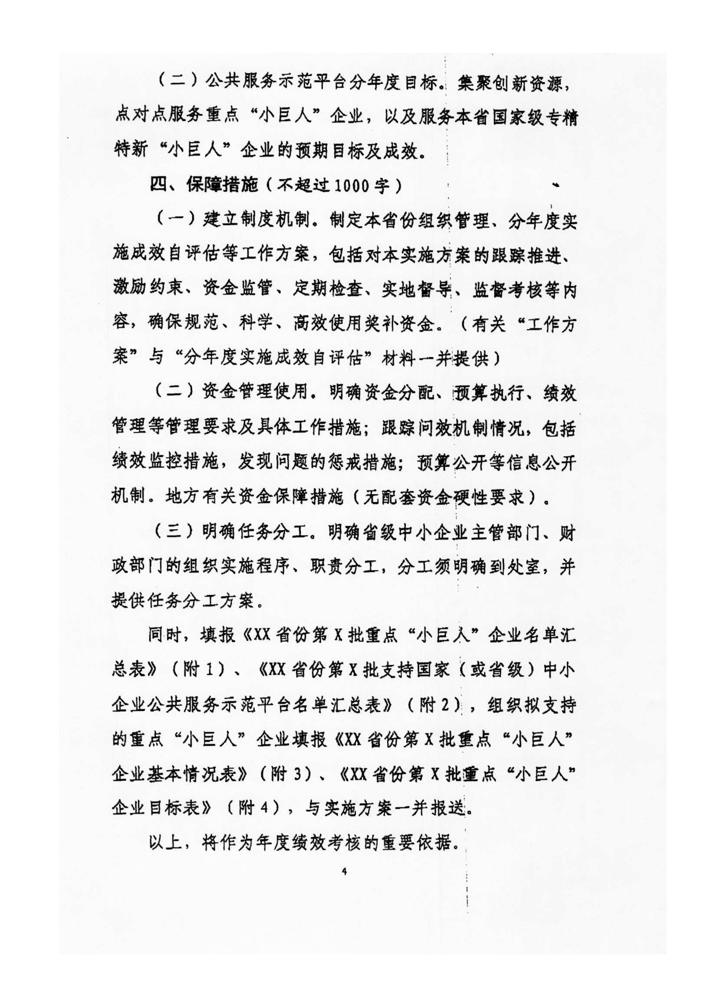 （二）公共服务示范平台分年度目标。集聚创新资源，
点对点服务重点“小巨人”企业，以及服务本省国家级专精
特新“小巨人”企业的预期目标及成效。
四、保障措施（不超过1000字）
（一）建立制度机制。制定本省份组织管理、分年度实
施成效自评估等工作方案，包括对本实施方案的跟踪推进、
激励约束、资金监管、定期检查、实地督导、监督考核等内
容，确保规范、科学、高效使用奖补资金。（有关“工作方
案”与“分年度实施成效自评估”材料一并提供）
（二）资金管理使用。明确资金分配、预算执行、绩效
管理等管理要求及具体工作措施；跟踪问效机制情况，包括
绩效监控措施，发现问题的惩戒措施；预算公开等信息公开
机制。地方有关资金保障措施（无配套资金硬性要求）。
（三）明确任务分工。明确省级中小企业主管部门、财
政部门的组织实施程序、职责分工，分工须明确到处室，并
提供任务分工方案。
同时，填报《XX省份第X批重点“小巨人”企业名单汇
总表》（附1）、《XX省份第X批支持国家（或省级）中小
企业公共服务示范平台名单汇总表》（附2），组织拟支持
的重点“小巨人”企业填报《XX省份第X批重点“小巨人”
企业基本情况表》（附3）、《XX省份第X批重点“小巨人”
企业目标表》（附4），与实施方案一并报送。
以上，将作为年度绩效考核的重要依据。
4